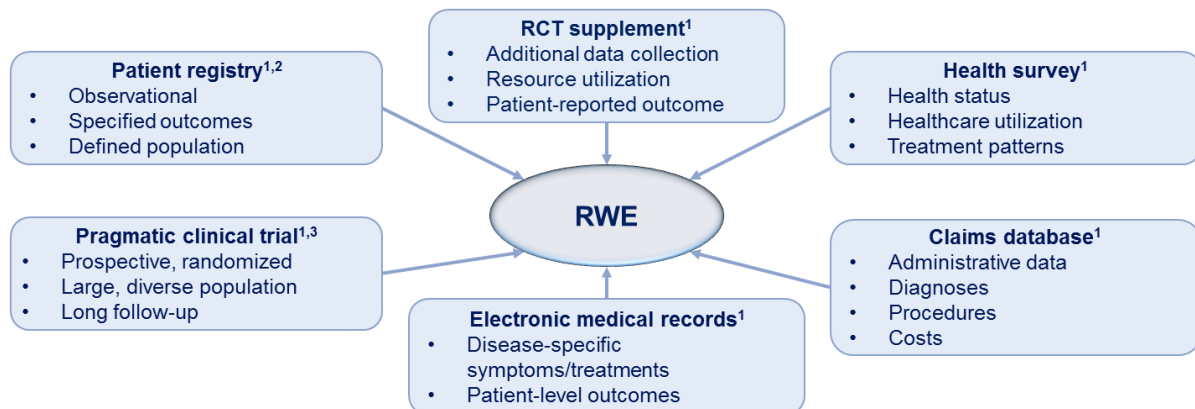 RCT supplement1
• Additional data collection
• Resource utilization
• Patient-reported outcome
Patient registry1,2
• Observational
• Specified outcomes
• Defined population
Health survey1
• Health status
• Healthcare utilization
• Treatment patterns
RWE
Pragmatic clinical trial1,3
• Prospective, randomized
• Large, diverse population
• Long follow-up
Claims database1
• Administrative data
• Diagnoses
• Procedures
• Costs
Electronic medical records1
• Disease-specific
symptoms/treatments
• Patient-level outcomes